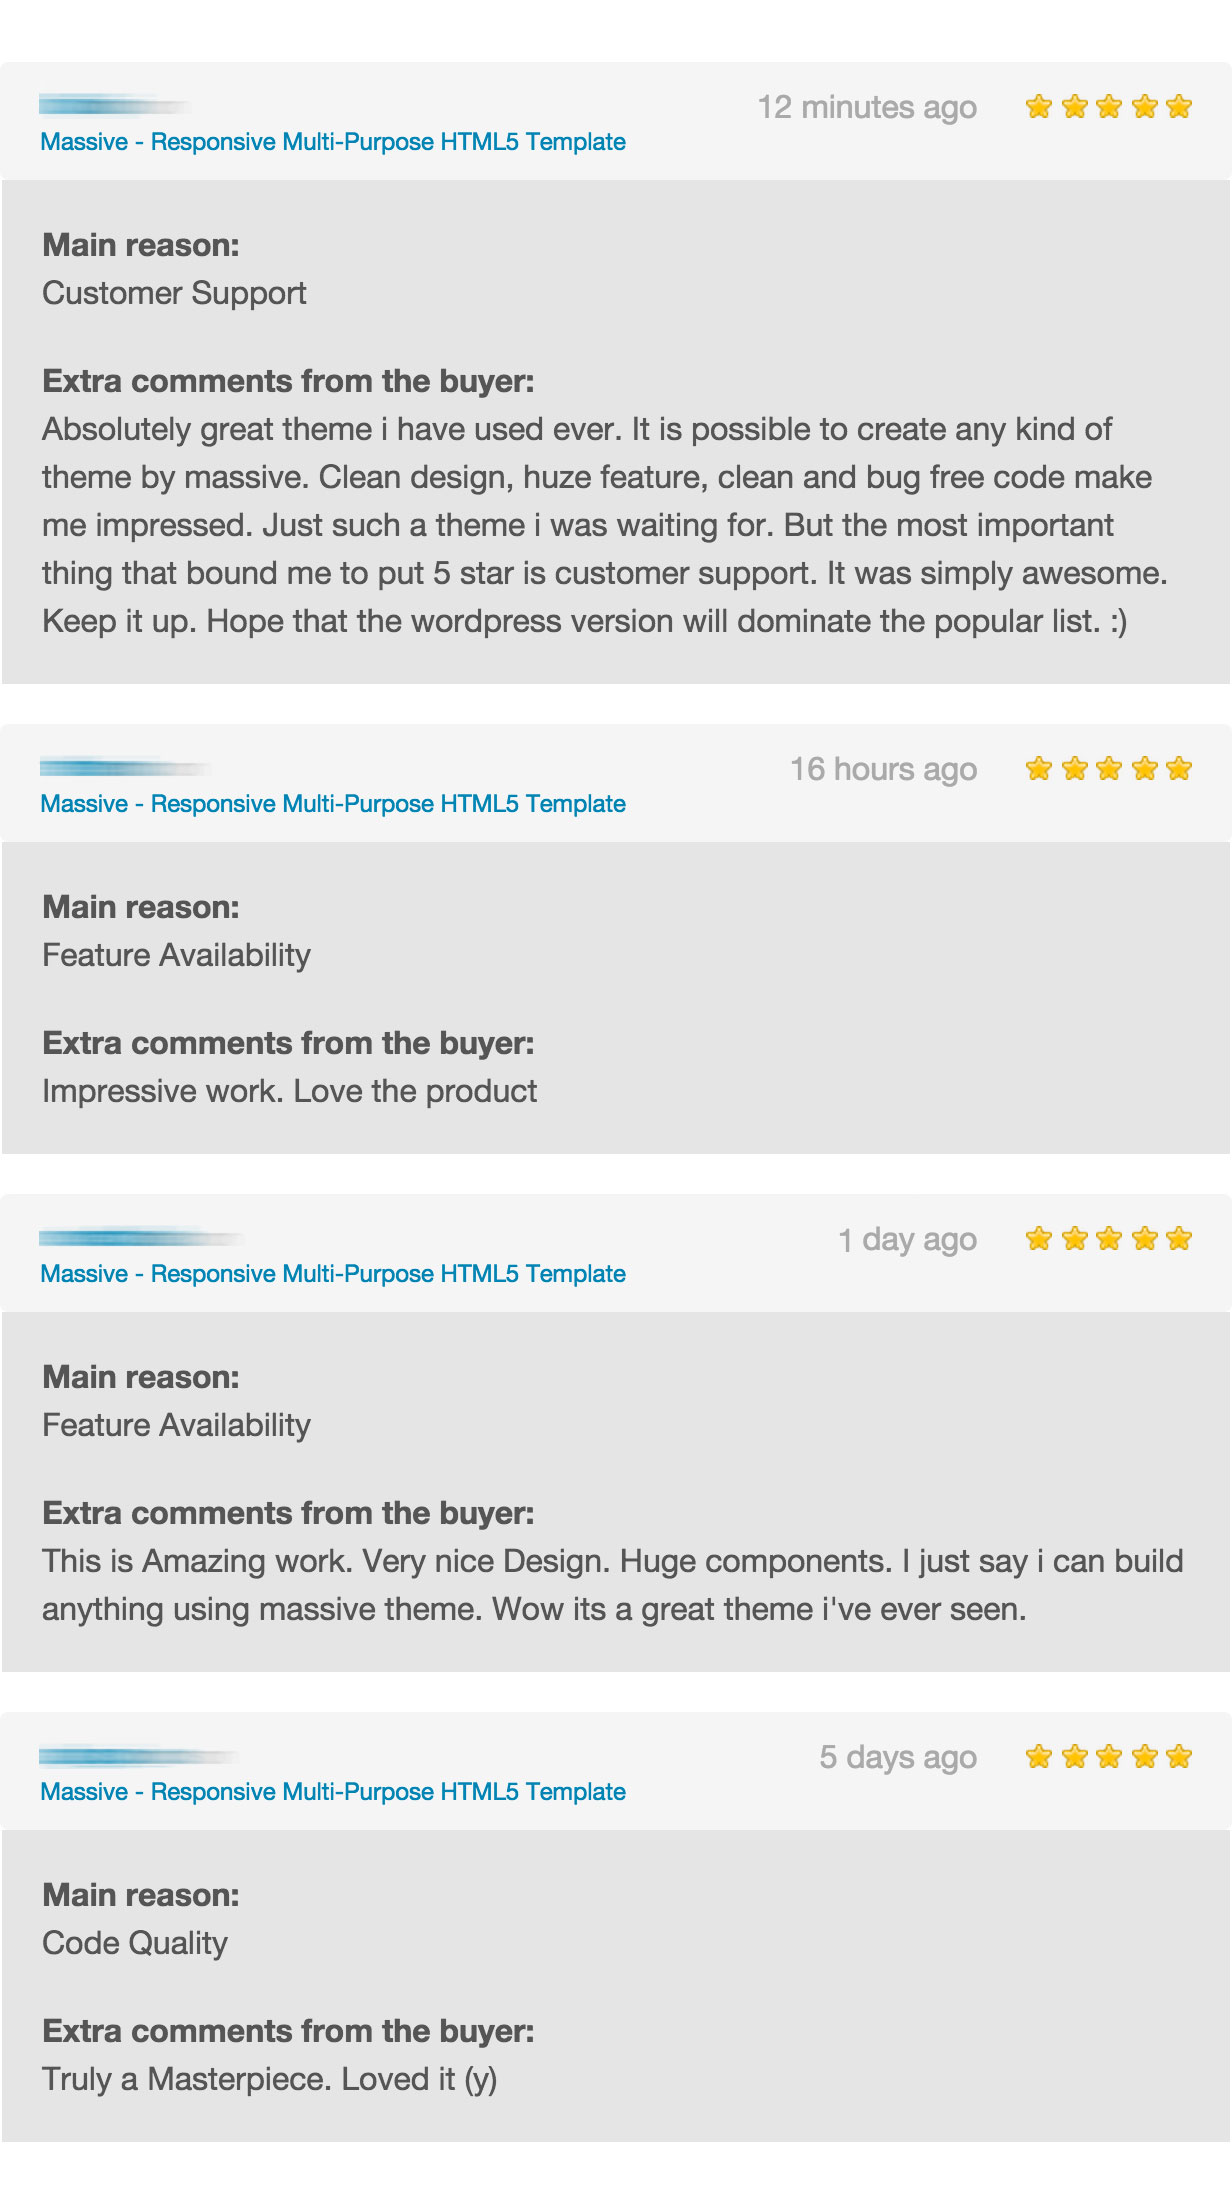 12 minutes ago
Massive - Responsive Multi-Purpose HTML5 Template
Main reason:
Customer Support
Extra comments from the buyer:
Absolutely great theme i have used ever. It is possible to create any kind of
theme by massive. Clean design, huze feature, clean and bug free code make
me impressed. Just such a theme i was waiting for. But the most important
thing that bound me to put 5 star is customer support. It was simply awesome.
Keep it up. Hope that the wordpress version will dominate the popular list. :)
16 hours ago
Massive - Responsive Multi-Purpose HTML5 Template
Main reason:
Feature Availability
Extra comments from the buyer:
Impressive work. Love the product
1 day ago
Massive - Responsive Multi-Purpose HTML5 Template
Main reason:
Feature Availability
Extra comments from the buyer:
This is Amazing work. Very nice Design. Huge components. I just say i can build
anything using massive theme. Wow its a great theme i've ever seen.
5 days ago
Massive - Responsive Multi-Purpose HTML5 Template
Main reason:
Code Quality
Extra comments from the buyer:
Truly a Masterpiece. Loved it (y)